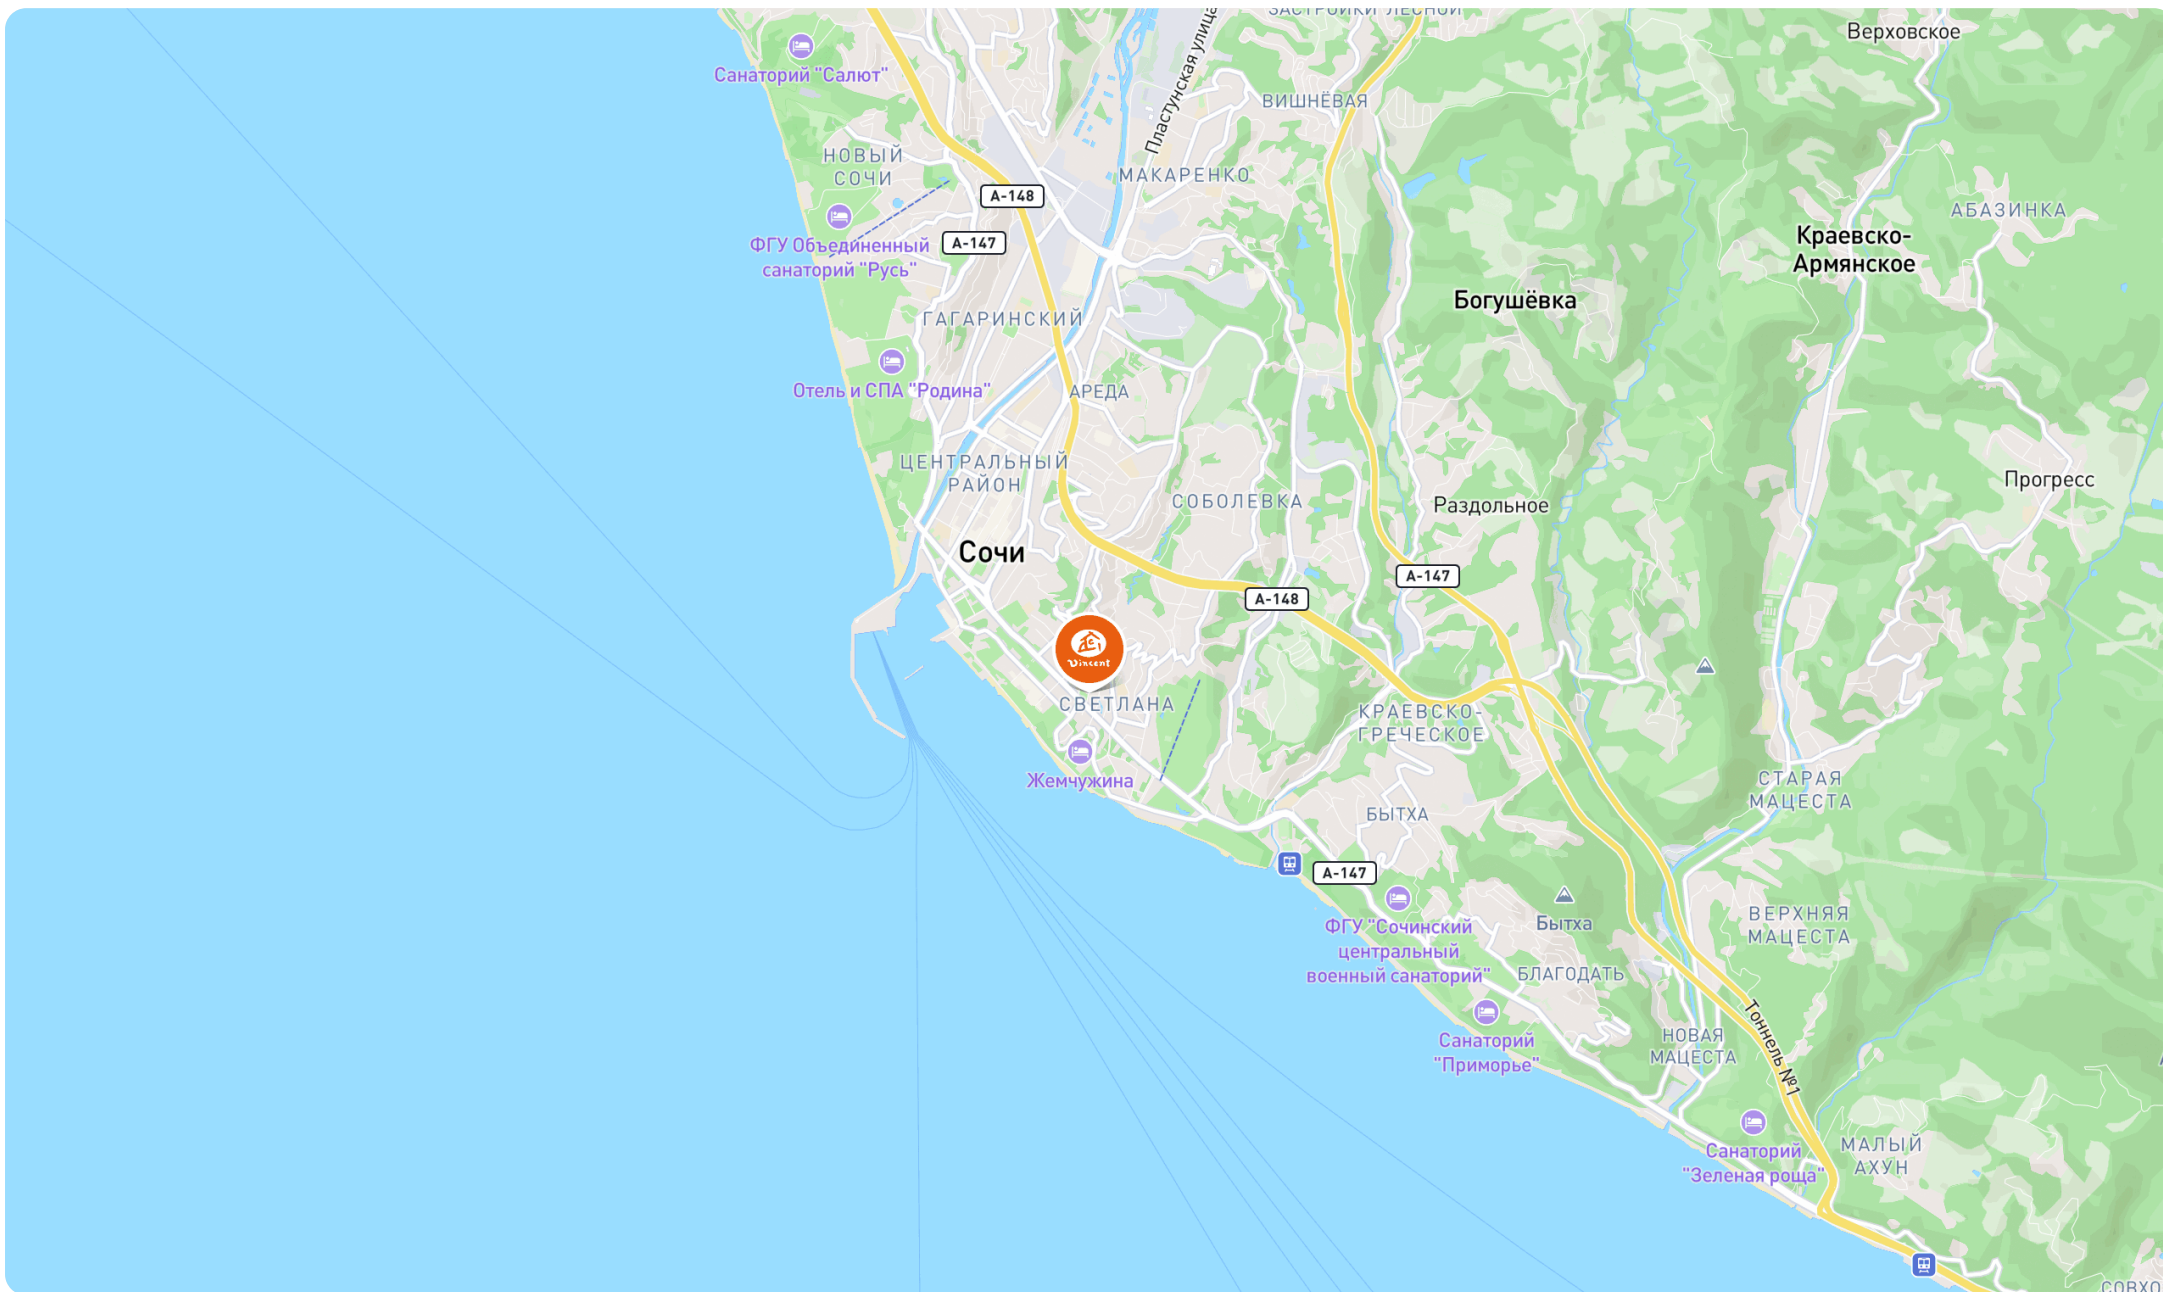 ЗАСТРОЙКИ ЛЕСНОЙ
Верховское
Санаторий "Салют"
Пластунская улица
ВИШНЁВАЯ
НОВЫЙ
СОЧИ
МАКАРЕНКО
А-148
АБАЗИНКА
А-147
ФГУ Объединенный
санаторий "Русь"
Краевско-
Армянское
Богушёвка
ГАГАРИНСКИЙ
Отель и СПА "Родина"
АРЕДА
ЦЕНТРАЛЬНЫЙ
РАЙОН
Прогресс
СОБОЛЕВКА
Раздольное
Сочи
А-147
А-148
Vincent
СВЕТЛАНА
КРАЕВСКО-
ГРЕЧЕСКОЕ
Жемчужина
СТАРАЯ
МАЦЕСТА
БЫТХА
А-147
ФГУ "Сочинский
центральный
военный санаторий"
Бытха
ВЕРХНЯЯ
МАЦЕСТА
БЛАГОДАТЬ
Санаторий
"Приморье"
НОВАЯ
МАЦЕСТА
Тоннель №1
Санаторий
"Зеленая роща"
МАЛЫЙ
АХУН
СОВХО